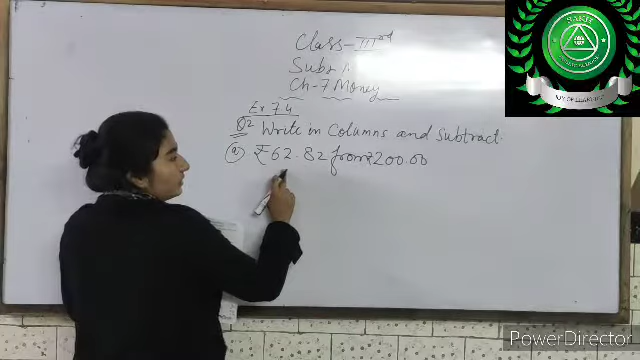 Class-IIIrd
Ch-7 Money
Ex 7.4
Q2 Write in Columns and Subtract.
(a) ₹62.82 from ₹200.00
SAKH
PowerDirector